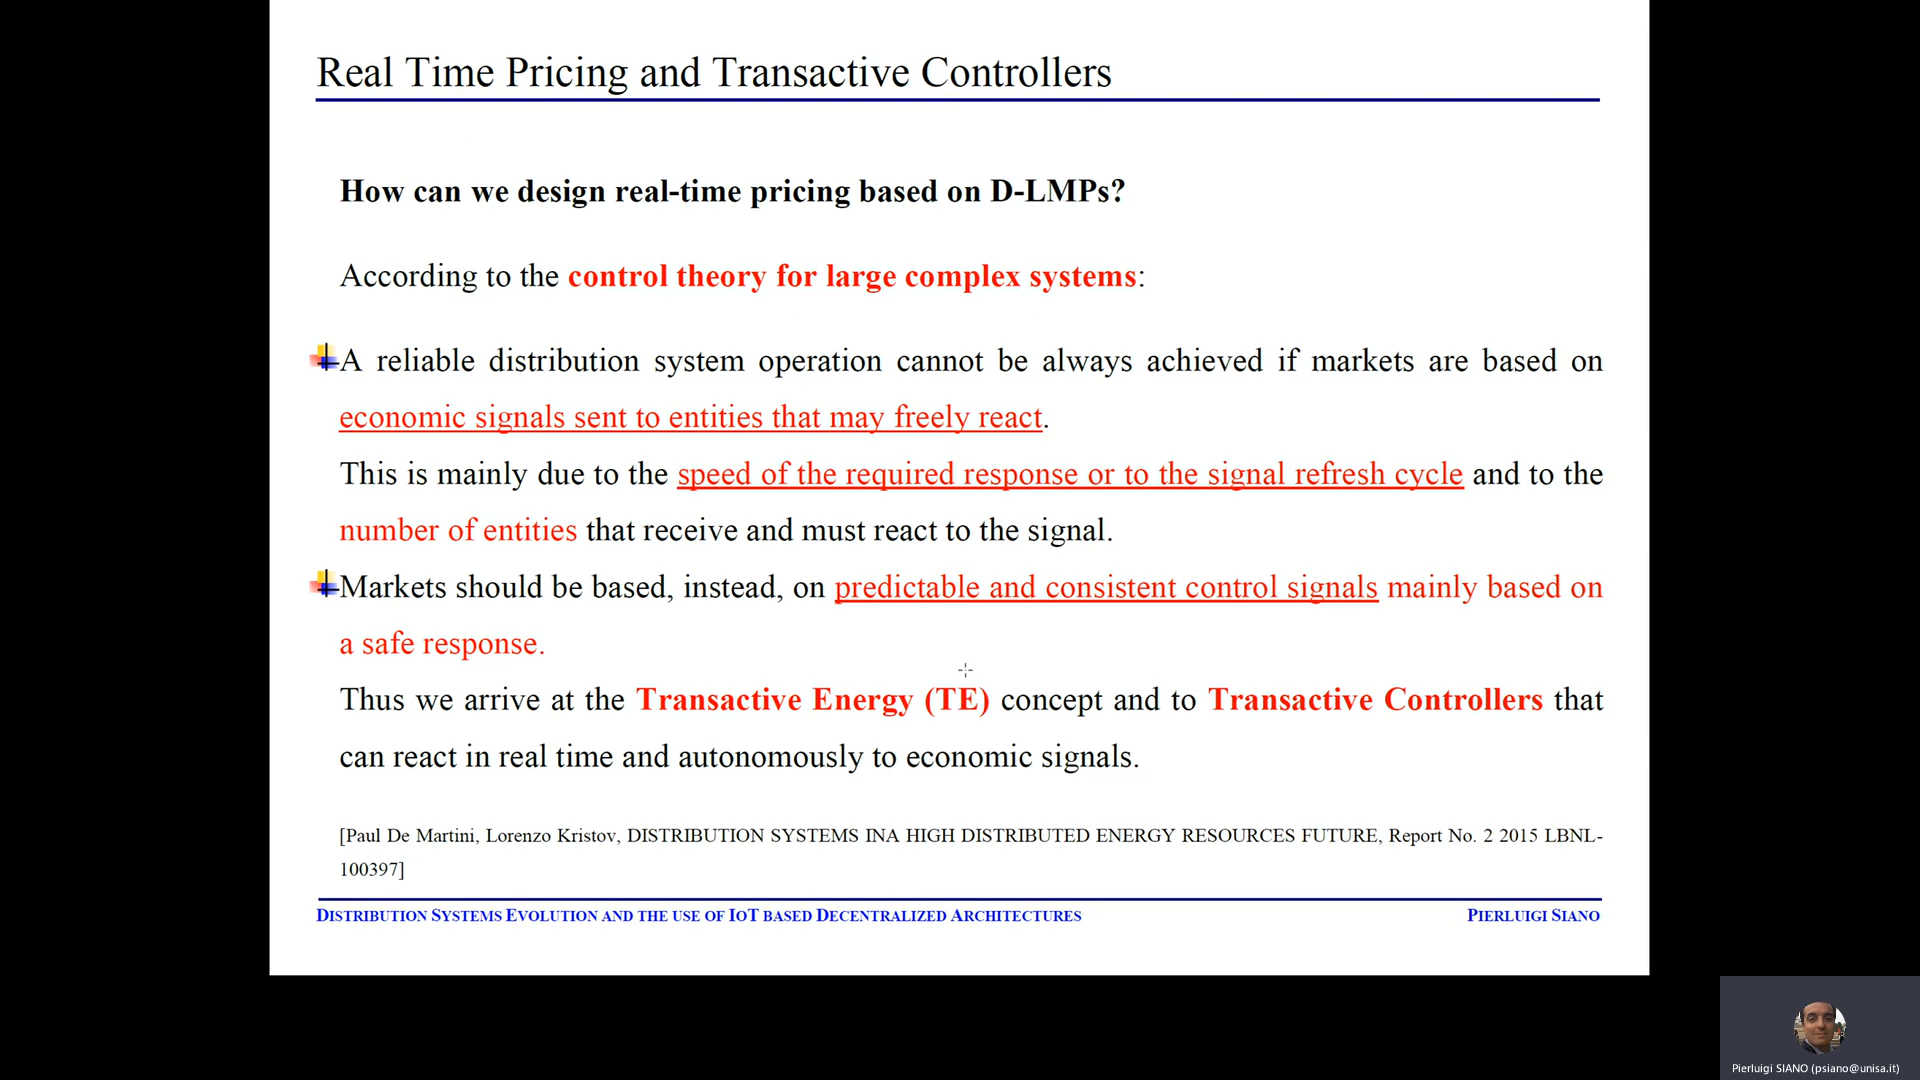 Real Time Pricing and Transactive Controllers
How can we design real-time pricing based on D-LMPs?
According to the control theory for large complex systems:
A reliable distribution system operation cannot be always achieved if markets are based on
economic signals sent to entities that may freely react.
This is mainly due to the speed of the required response or to the signal refresh cycle and to the
number of entities that receive and must react to the signal.
Markets should be based, instead, on predictable and consistent control signals mainly based on
a safe response.
Thus we arrive at the Transactive Energy (TE) concept and to Transactive Controllers that
can react in real time and autonomously to economic signals.
[Paul De Martini, Lorenzo Kristov, DISTRIBUTION SYSTEMS INA HIGH DISTRIBUTED ENERGY RESOURCES FUTURE, Report No. 2 2015 LBNL-
100397]
DISTRIBUTION SYSTEMS EVOLUTION AND THE USE OF IOT BASED DECENTRALIZED ARCHITECTURES PIERLUIGI SIANO
Pierluigi SIANO (psiano@unisa.it)